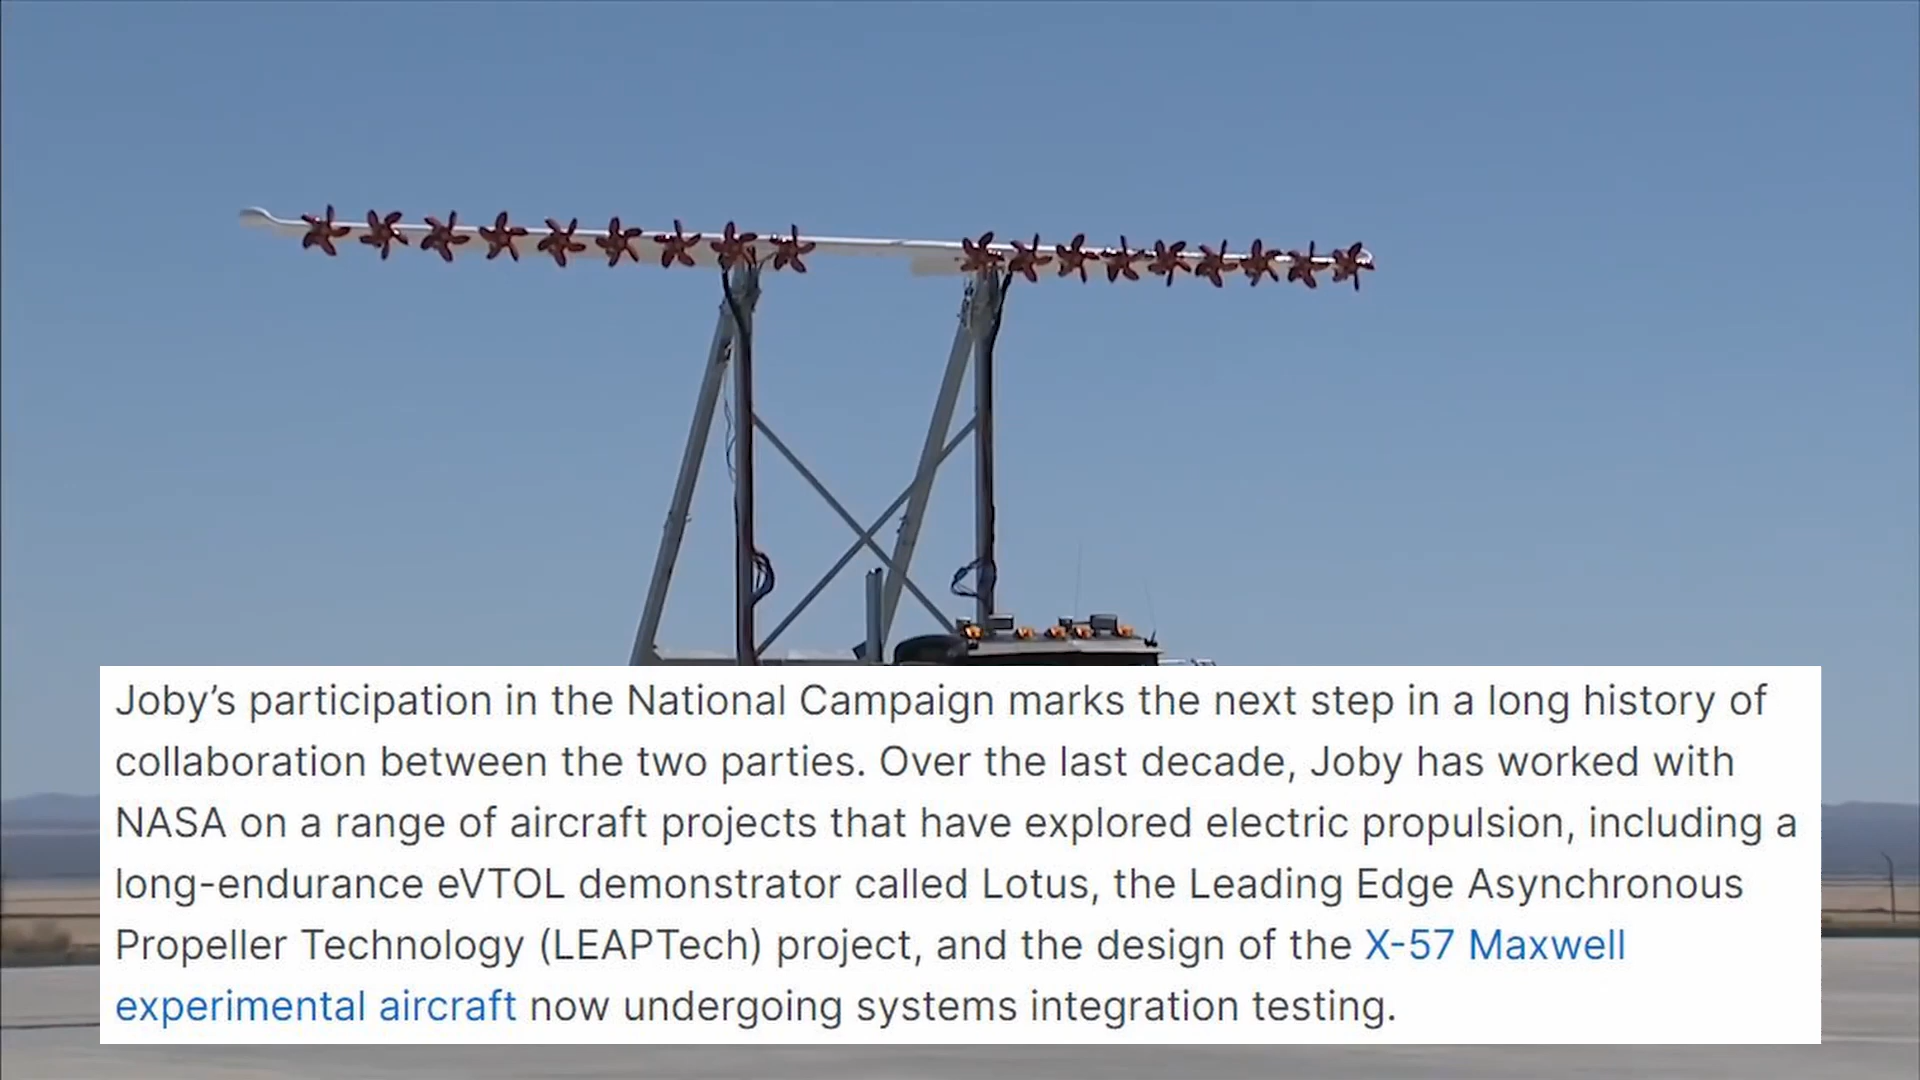 Joby’s participation in the National Campaign marks the next step in a long history of
collaboration between the two parties. Over the last decade, Joby has worked with
NASA on a range of aircraft projects that have explored electric propulsion, including a
long-endurance eVTOL demonstrator called Lotus, the Leading Edge Asynchronous
Propeller Technology (LEAPTech) project, and the design of the X-57 Maxwell
experimental aircraft now undergoing systems integration testing.